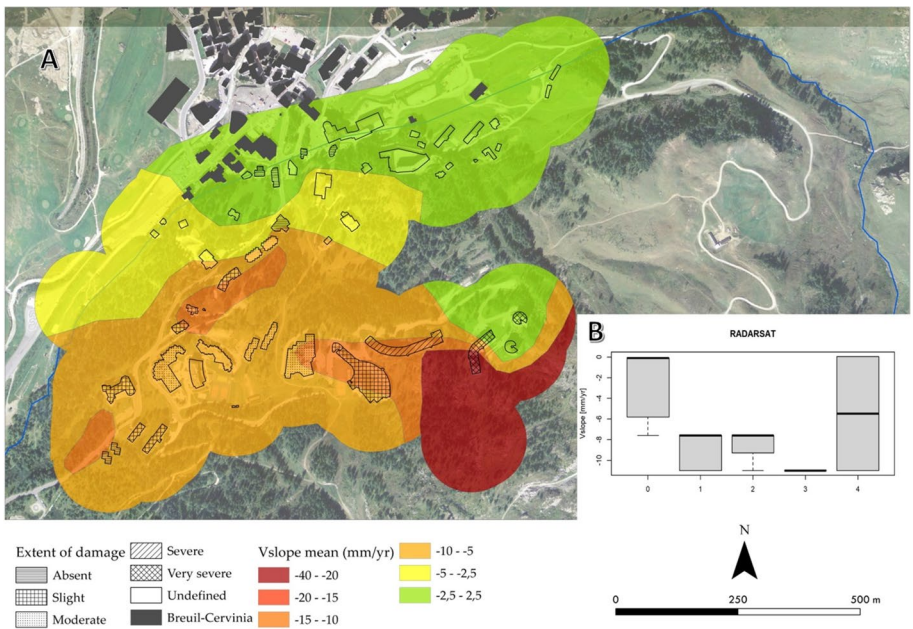 A
B
RADARSAT
Vslope [mm/yr]
0
-2
-4
-6
-8
-10
0 1 2 3 4
Extent of damage
Absent
Slight
Moderate
Severe
Very severe
Undefined
Breuil-Cervinia
Vslope mean (mm/yr)
-40 - -20
-20 - -15
-15 - -10
-10 - -5
-5 - -2,5
-2,5 - 2,5
N
0 250 500 m